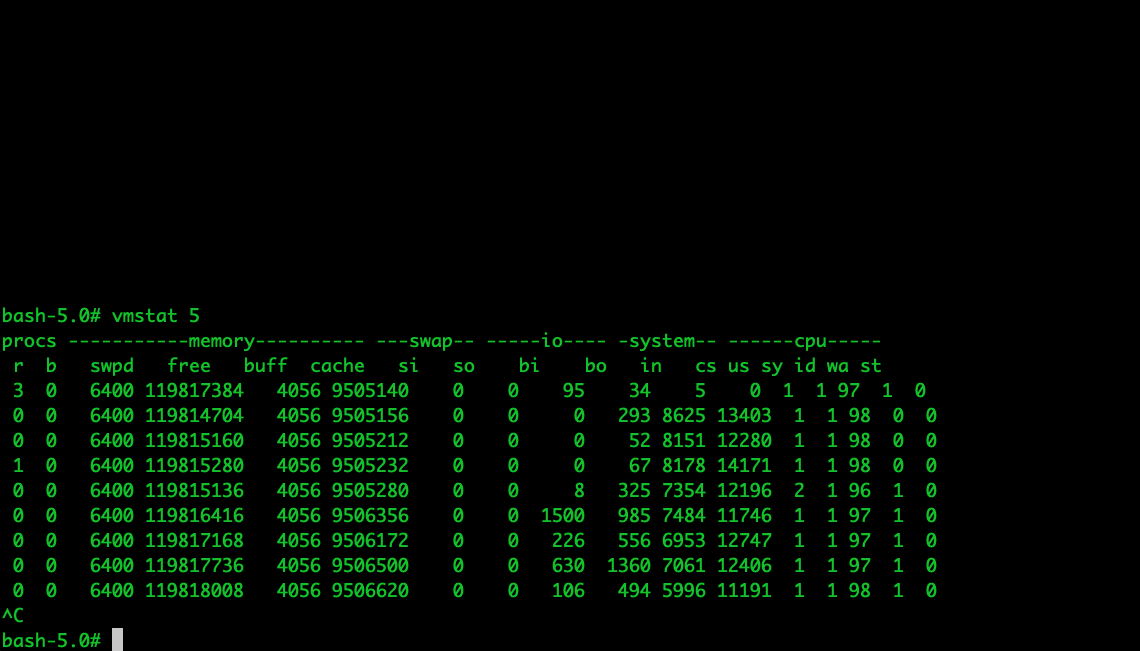 bash-5.0# vmstat 5
procs -----------memory---------- ---swap-- -----io---- -system-- ------cpu-----
 r  b   swpd   free   buff  cache   si   so    bi    bo   in   cs us sy id wa st
 3  0   6400 119817384   4056 9505140    0    0    95    34    5    0  1  1 97  1  0
 0  0   6400 119814704   4056 9505156    0    0     0   293 8625 13403  1  1 98  0  0
 0  0   6400 119815160   4056 9505212    0    0     0    52 8151 12280  1  1 98  0  0
 1  0   6400 119815280   4056 9505232    0    0     0    67 8178 14171  1  1 98  0  0
 0  0   6400 119815136   4056 9505280    0    0     8   325 7354 12196  2  1 96  1  0
 0  0   6400 119816416   4056 9506356    0    0  1500   985 7484 11746  1  1 97  1  0
 0  0   6400 119817168   4056 9506172    0    0   226   556 6953 12747  1  1 97  1  0
 0  0   6400 119817736   4056 9506500    0    0   630  1360 7061 12406  1  1 97  1  0
 0  0   6400 119818008   4056 9506620    0    0   106   494 5996 11191  1  1 98  1  0
^C
bash-5.0#